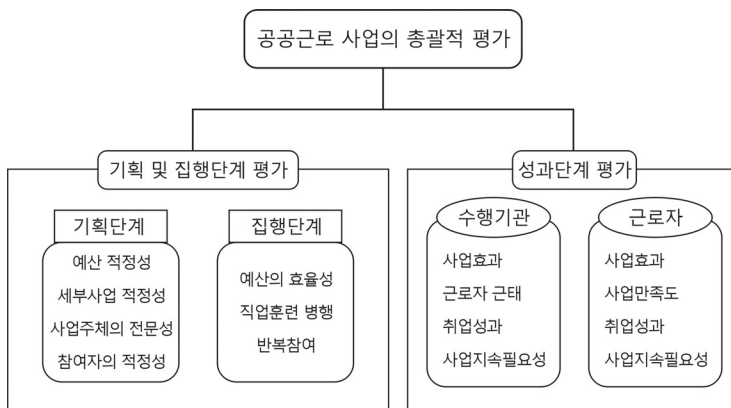 공공근로 사업의 총괄적 평가
기획 및 집행단계 평가
기획단계
예산 적정성
세부사업 적정성
사업주체의 전문성
참여자의 적정성
집행단계
예산의 효율성
직업훈련 병행
반복참여
성과단계 평가
수행기관
사업효과
근로자 근태
취업성과
사업지속필요성
근로자
사업효과
사업만족도
취업성과
사업지속필요성